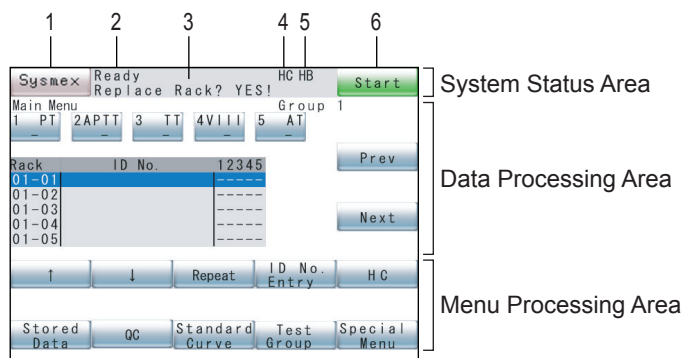 1 2 3 4 5 6
Sysmex Ready HC HB Start
Replace Rack? YES!
System Status Area
Main Menu Group 1
1 PT 2APTT 3 TT 4VIII 5 AT
- - - - -
Prev
Rack ID No. 12345
01-01 -----
01-02 -----
01-03 -----
01-04 -----
01-05 -----
Next
Data Processing Area
↑ ↓ Repeat ID No. Entry HC
Menu Processing Area
Stored Data QC Standard Curve Test Group Special Menu